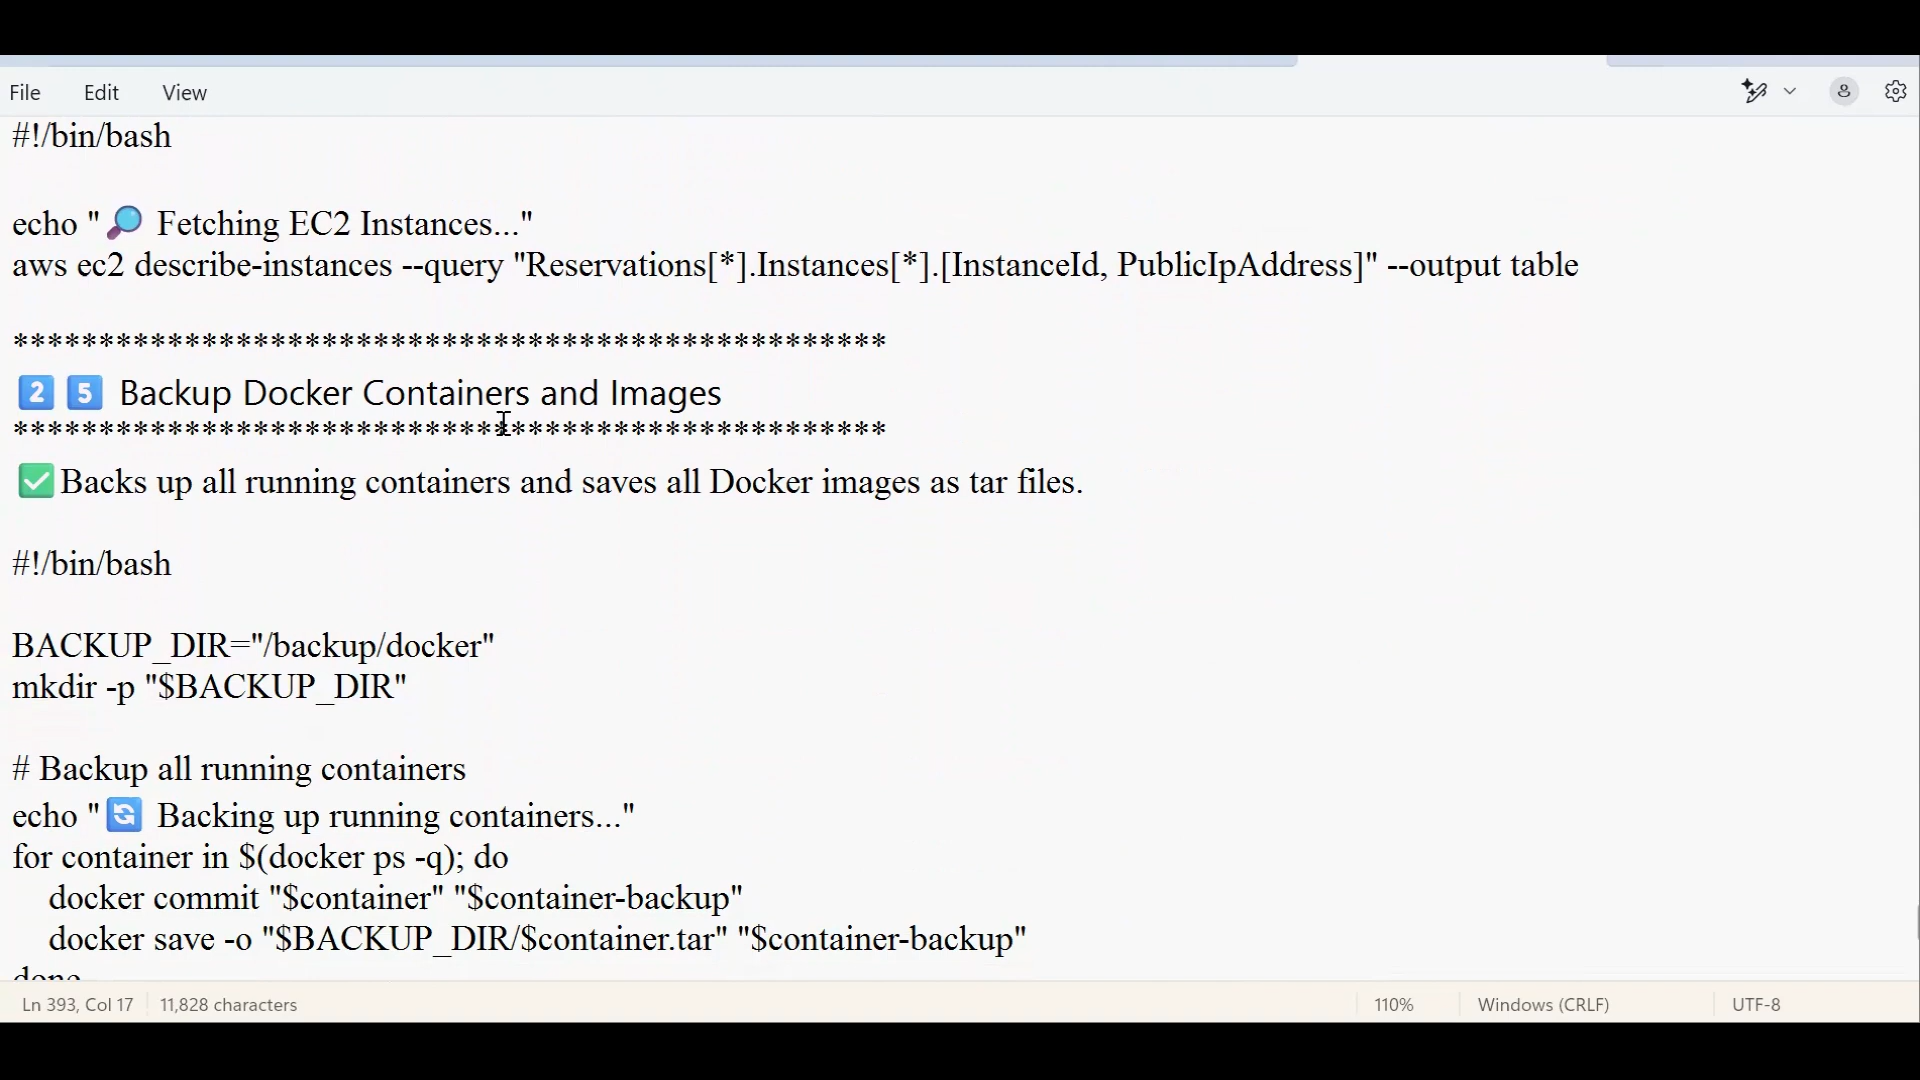 File Edit View
#!/bin/bash
echo "🔎 Fetching EC2 Instances..."
aws ec2 describe-instances --query "Reservations[*].Instances[*].[InstanceId, PublicIpAddress]" --output table
***************************************************
2️⃣5️⃣ Backup Docker Containers and Images
***************************************************
✅Backs up all running containers and saves all Docker images as tar files.
#!/bin/bash
BACKUP_DIR="/backup/docker"
mkdir -p "$BACKUP_DIR"
# Backup all running containers
echo "🔄 Backing up running containers..."
for container in $(docker ps -q); do
    docker commit "$container" "$container-backup"
    docker save -o "$BACKUP_DIR/$container.tar" "$container-backup"
done
Ln 393, Col 17 11,828 characters 110% Windows (CRLF) UTF-8